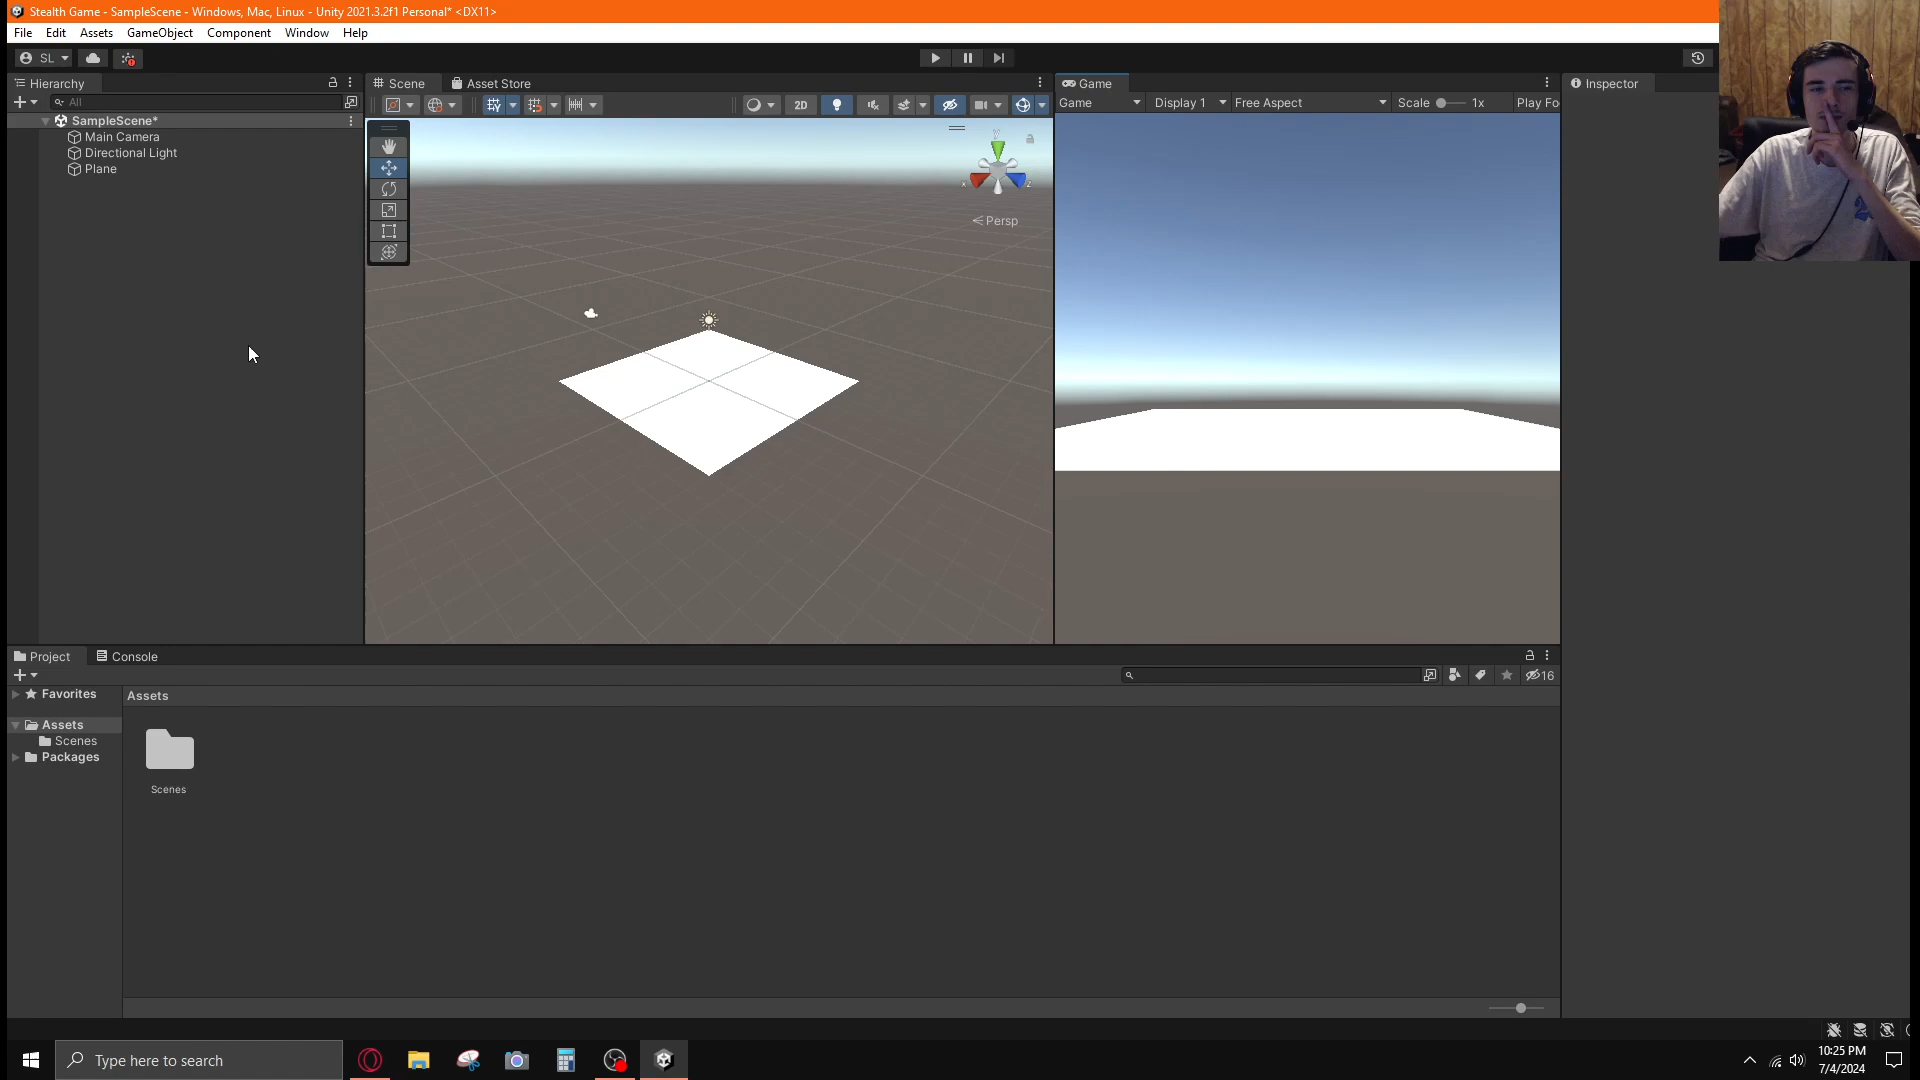 Stealth Game - SampleScene - Windows, Mac, Linux - Unity 2021.3.2f1 Personal* <DX11>
File Edit Assets GameObject Component Window Help
SL
Hierarchy
Scene
Asset Store
Game
Inspector
All
2D
Game
Display 1
Free Aspect
Scale
1x
Play Fo
SampleScene*
Main Camera
Directional Light
Plane
y
x
z
Persp
Project
Console
16
Favorites
Assets
Assets
Scenes
Packages
Scenes
Type here to search
10:25 PM
7/4/2024